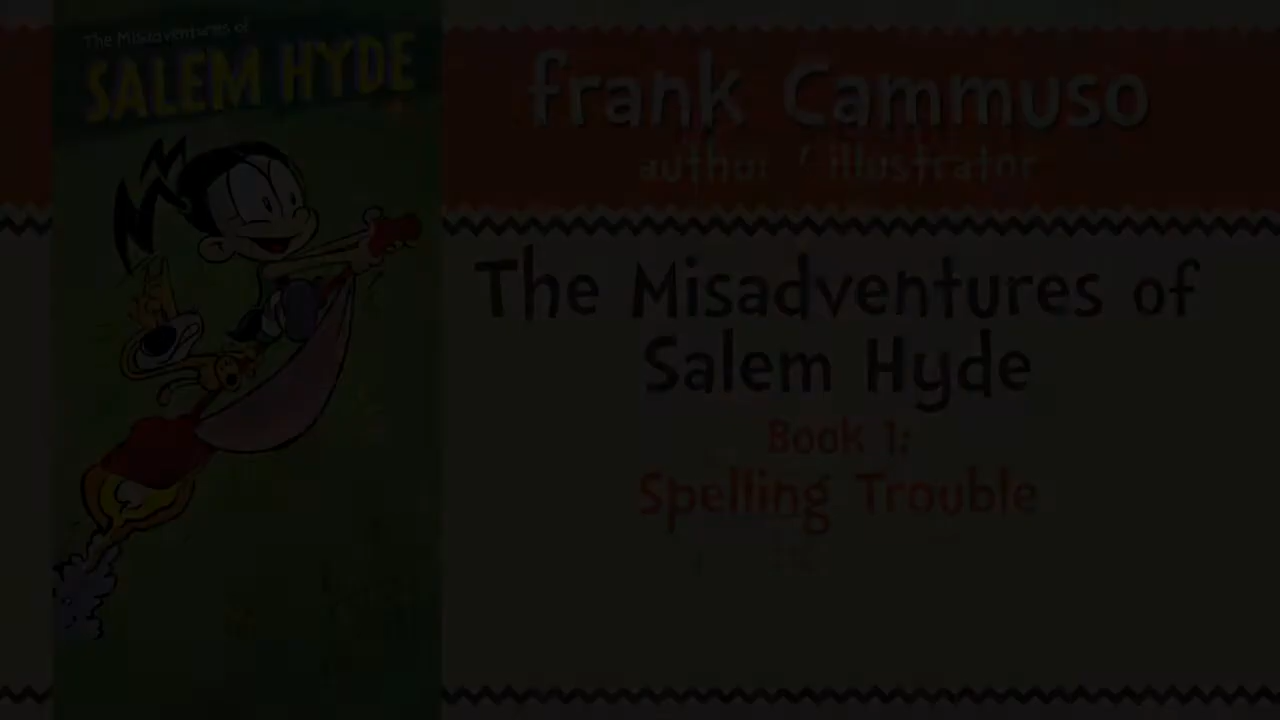 The Misadventures of
SALEM HYDE
frank Cammuso
author / illustrator
The Misadventures of
Salem Hyde
Book 1:
Spelling Trouble